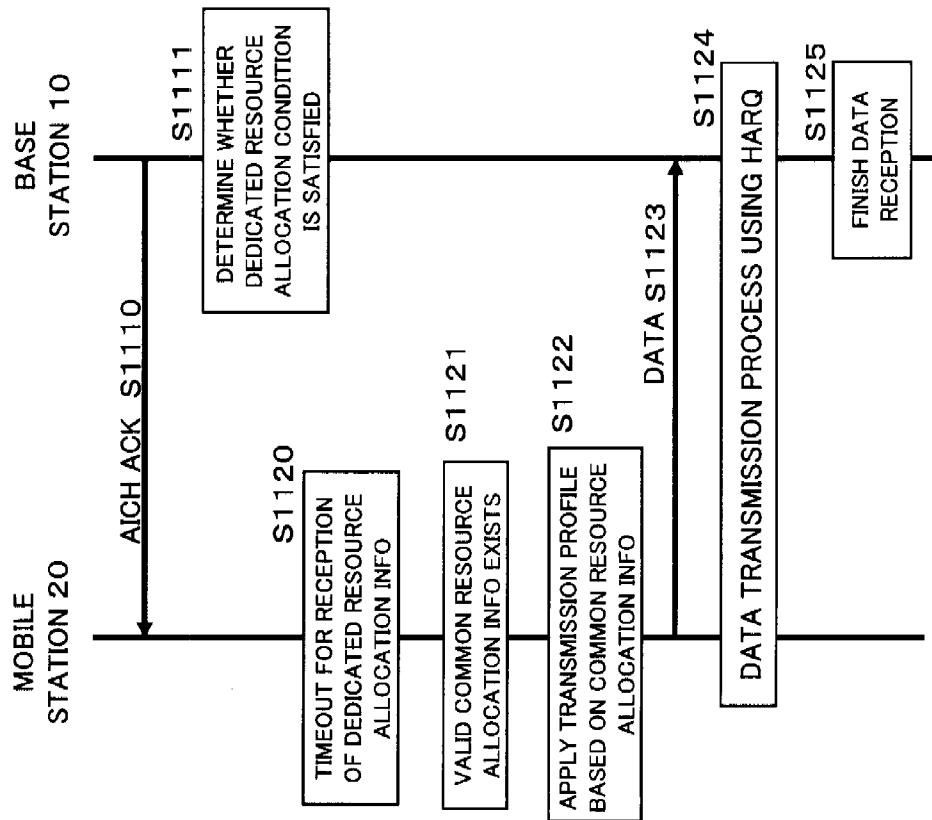 MOBILE
STATION 20
BASE
STATION 10
AICH ACK S1110
S1111
DETERMINE WHETHER
DEDICATED RESOURCE
ALLOCATION CONDITION
IS SATISFIED
S1120
TIMEOUT FOR RECEPTION
OF DEDICATED RESOURCE
ALLOCATION INFO
S1121
VALID COMMON RESOURCE
ALLOCATION INFO EXISTS
S1122
APPLY TRANSMISSION PROFILE
BASED ON COMMON RESOURCE
ALLOCATION INFO
DATA S1123
S1124
DATA TRANSMISSION PROCESS USING HARQ
S1125
FINISH DATA
RECEPTION